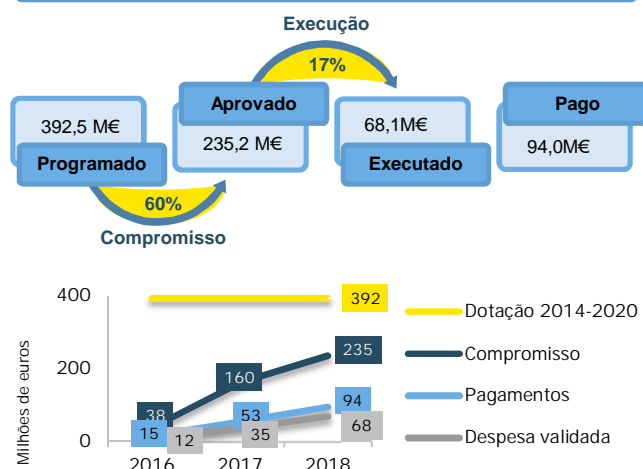 Execução
17%
Aprovado
Pago
392,5 M€
235,2 M€
68,1M€
94,0M€
Programado
Executado
60%
Compromisso
Milhões de euros
400
200
0
392
235
160
38
94
53
15
68
35
12
2016
2017
2018
Dotação 2014-2020
Compromisso
Pagamentos
Despesa validada